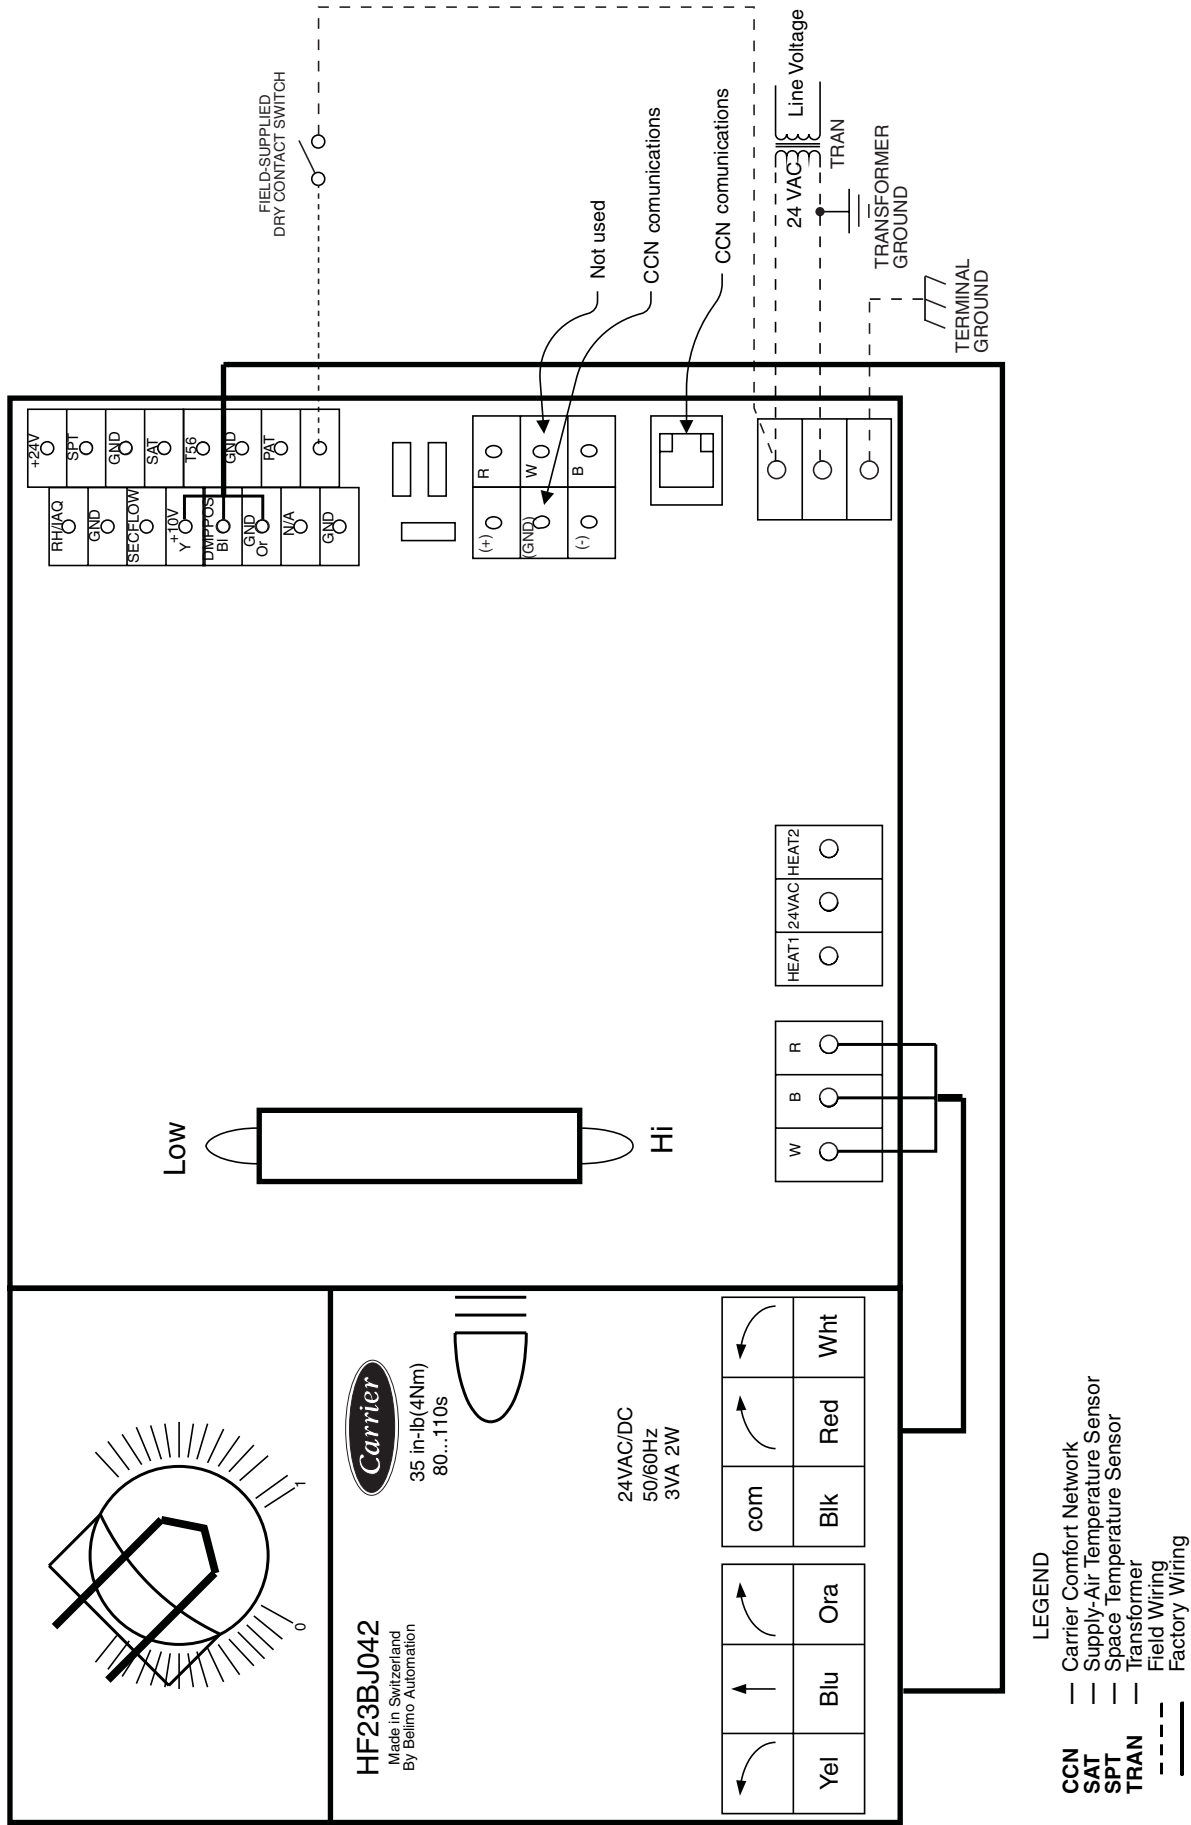 FIELD-SUPPLIED
DRY CONTACT SWITCH
Line Voltage
24 VAC
TRAN
TRANSFORMER
GROUND
TERMINAL
GROUND
Not used
CCN comunications
CCN comunications
+24V
SPT
GND
SAT
T56
GND
PAT
RH/IAQ
GND
SECFLOW
+10V
Y
DMPPOS
Bl
GND
Or
N/A
GND
R
W
B
(+)
(GND)
(-)
HEAT1
24VAC
HEAT2
W
B
R
Low
Hi
0
1
Carrier
35 in-lb(4Nm)
80...110s
HF23BJ042
Made in Switzerland
By Belimo Automation
24VAC/DC
50/60Hz
3VA 2W
com
Yel
Blu
Ora
Blk
Red
Wht
LEGEND
CCN — Carrier Comfort Network
SAT — Supply-Air Temperature Sensor
SPT — Space Temperature Sensor
TRAN — Transformer
Field Wiring
Factory Wiring